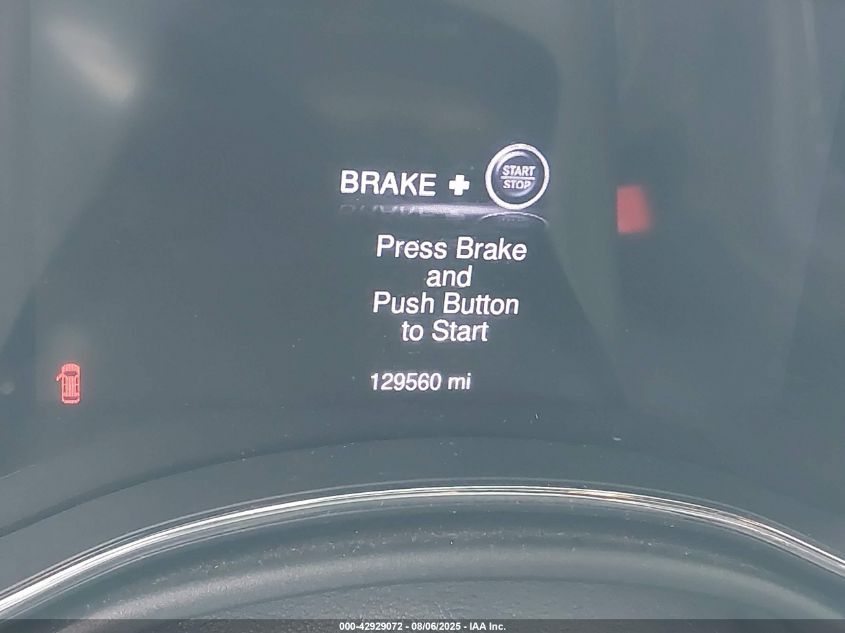 BRAKE + START STOP
Press Brake
and
Push Button
to Start
129560 mi
000-42929072 - 08/06/2025 - IAA Inc.